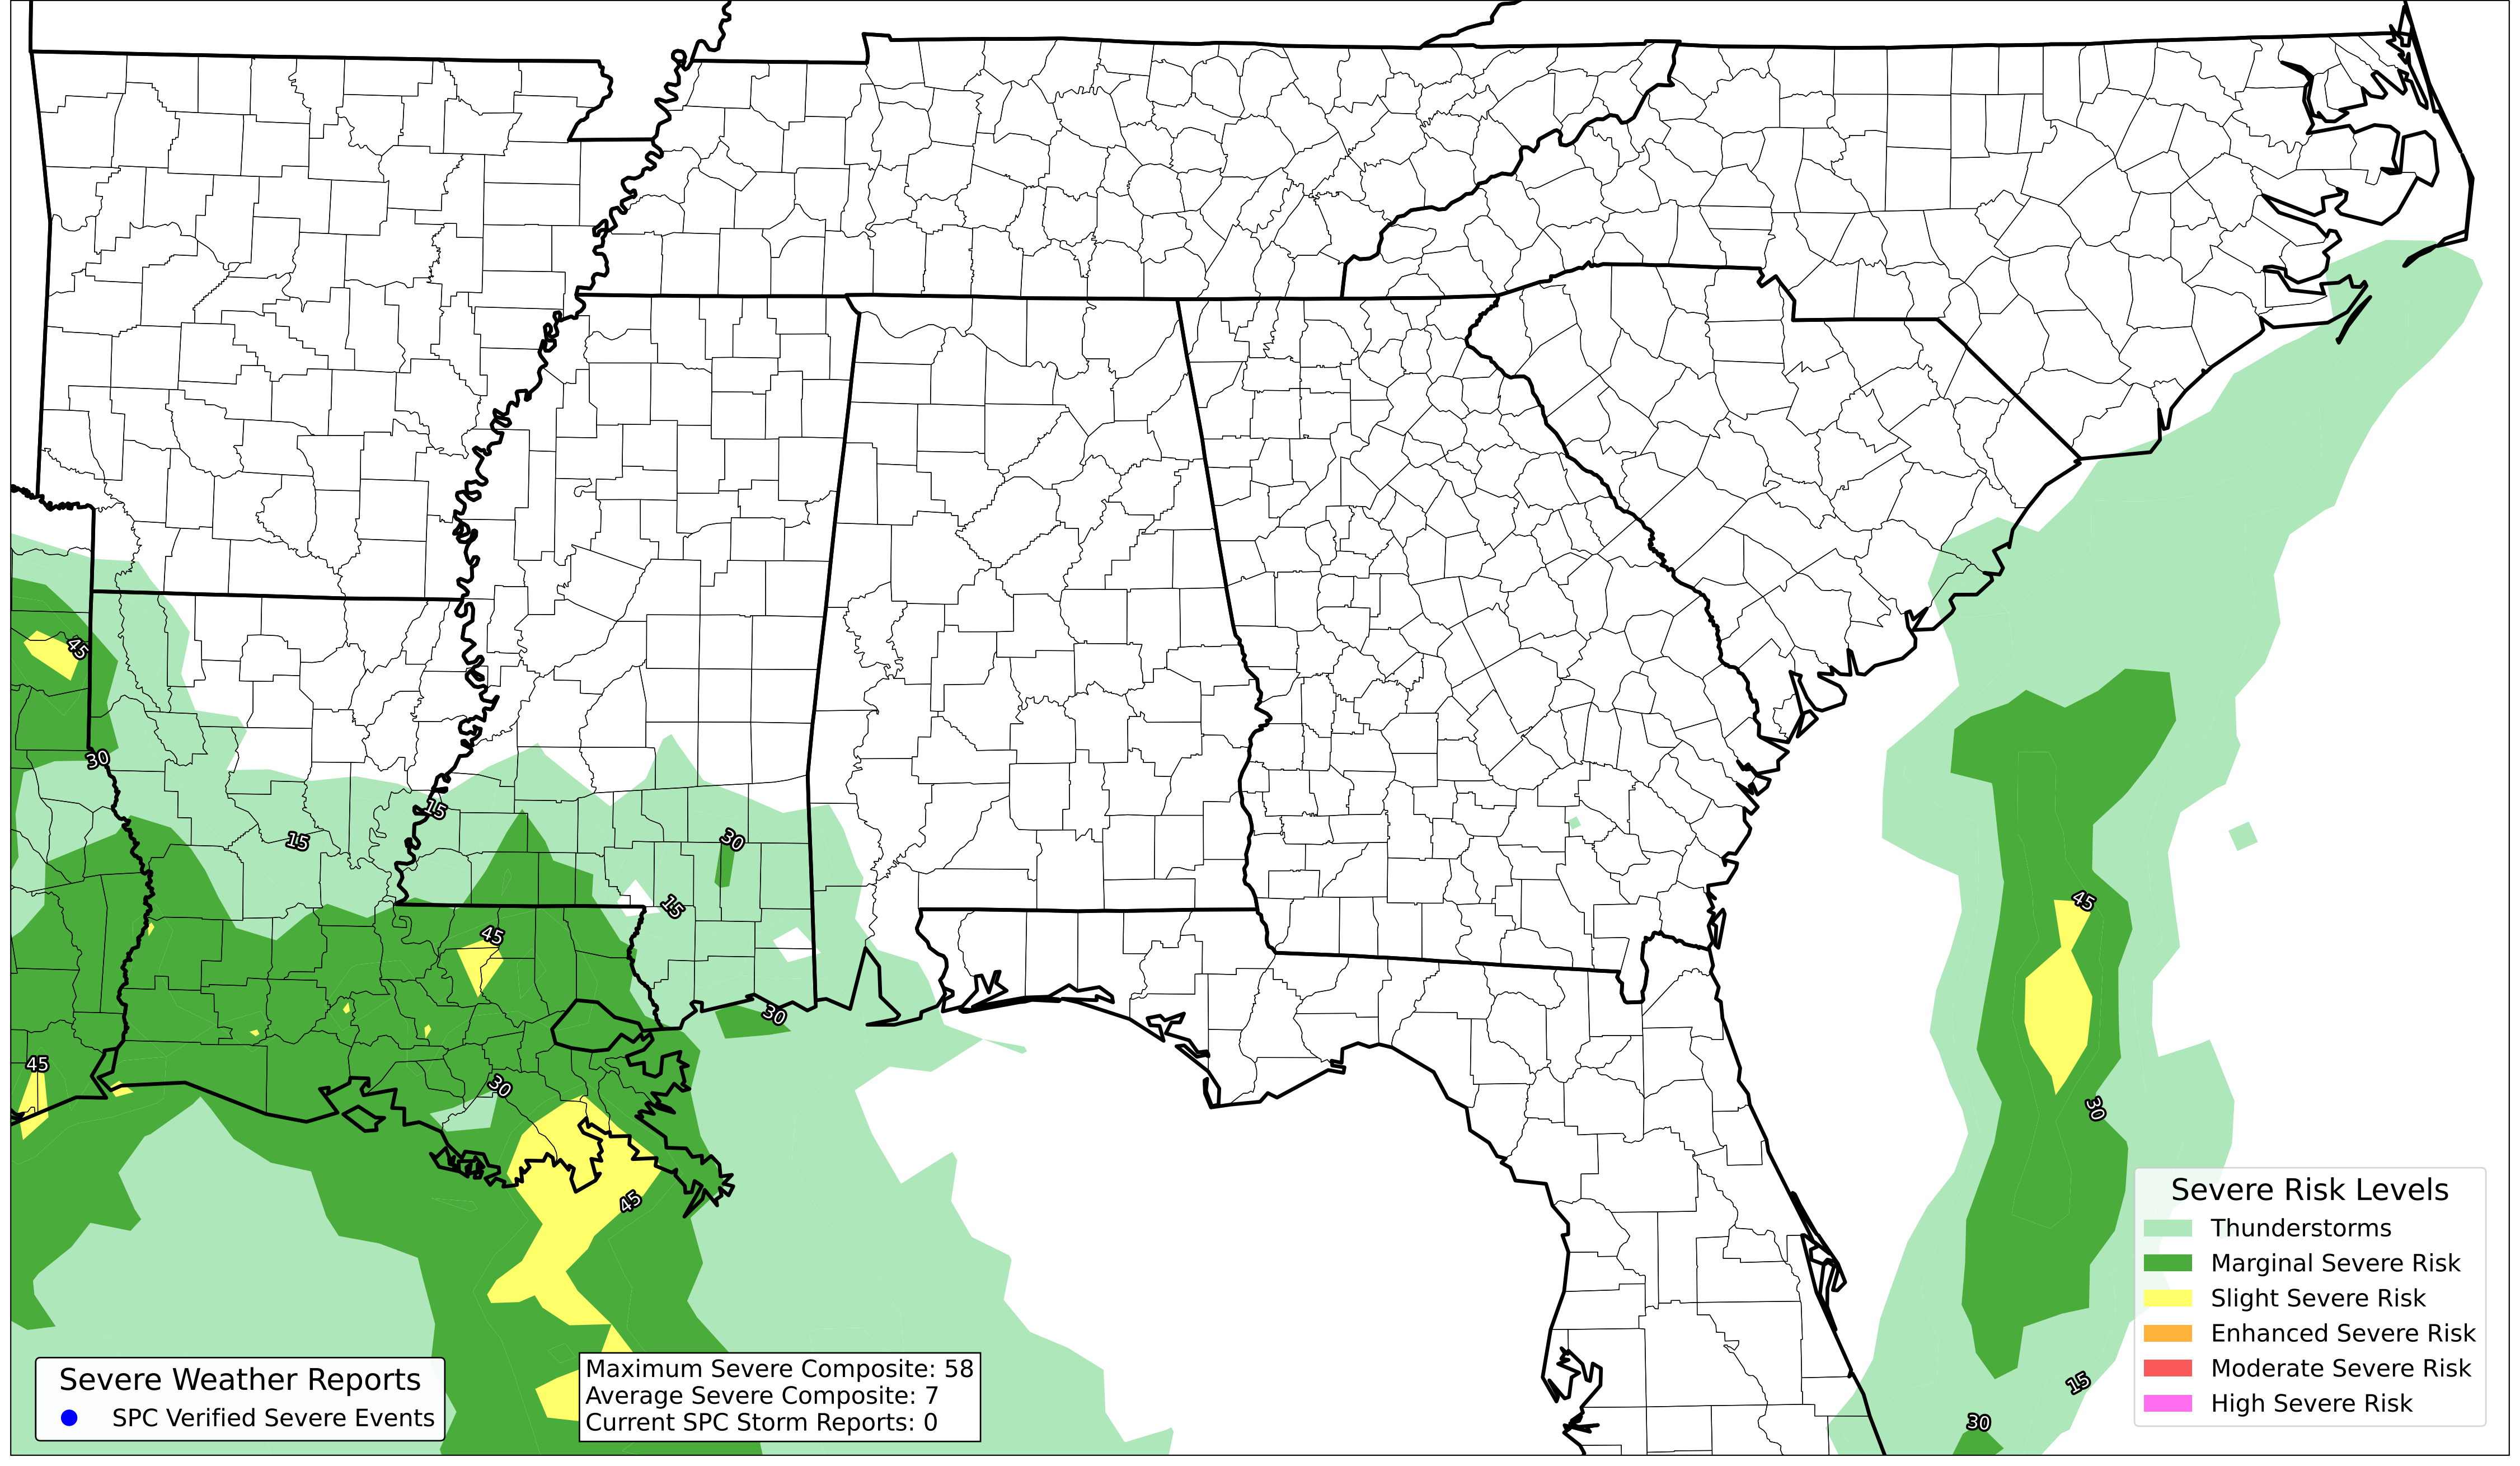 45
30
15
15
30
15
45
30
45
30
45
45
30
15
30
Severe Risk Levels
Thunderstorms
Marginal Severe Risk
Slight Severe Risk
Enhanced Severe Risk
Moderate Severe Risk
High Severe Risk
Severe Weather Reports
SPC Verified Severe Events
Maximum Severe Composite: 58
Average Severe Composite: 7
Current SPC Storm Reports: 0